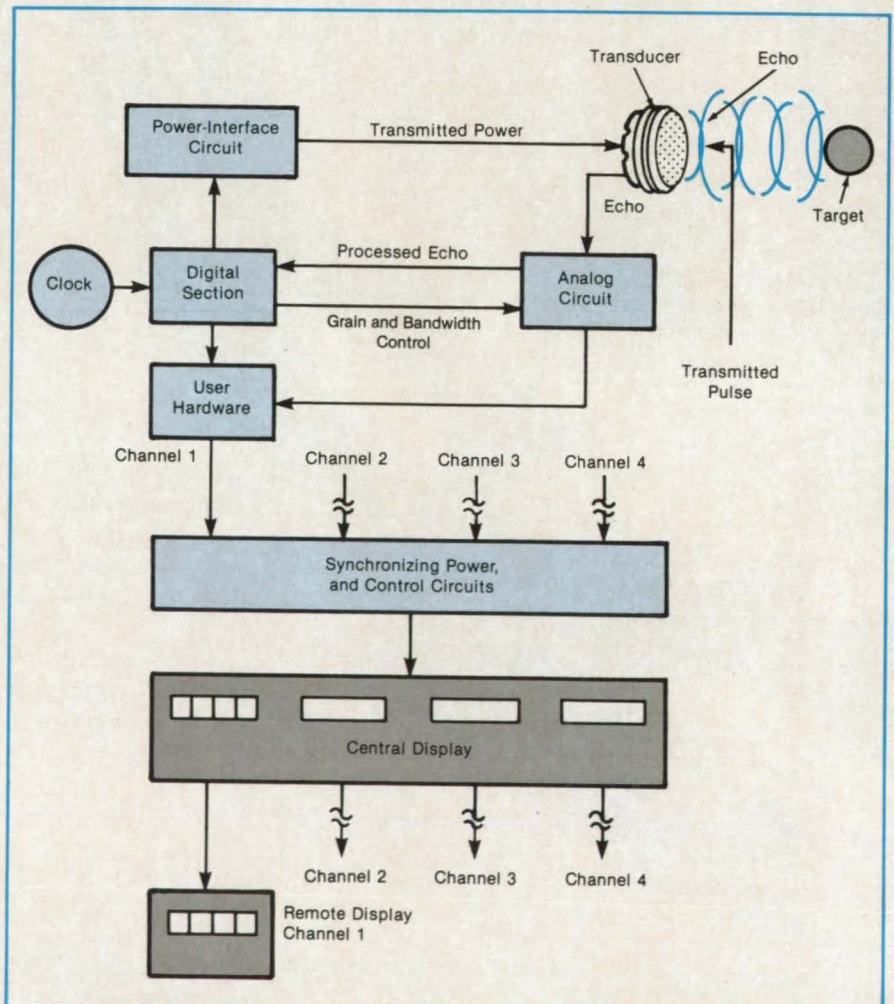 Transducer
Echo
Power-Interface
Circuit
Transmitted Power
Echo
Target
Clock
Digital
Section
Processed Echo
Analog
Circuit
Grain and Bandwidth
Control
Transmitted
Pulse
User
Hardware
Channel 1
Channel 2
Channel 3
Channel 4
Synchronizing Power,
and Control Circuits
Central Display
Channel 2
Channel 3
Channel 4
Remote Display
Channel 1